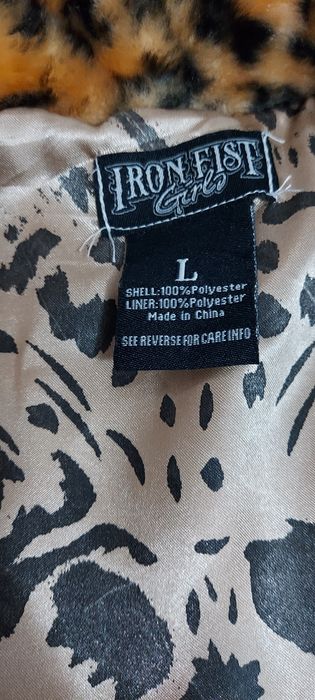 IRON FIST
Girls
L
SHELL:100%Polyester
LINER:100%Polyester
Made in China
SEE REVERSE FOR CARE INFO